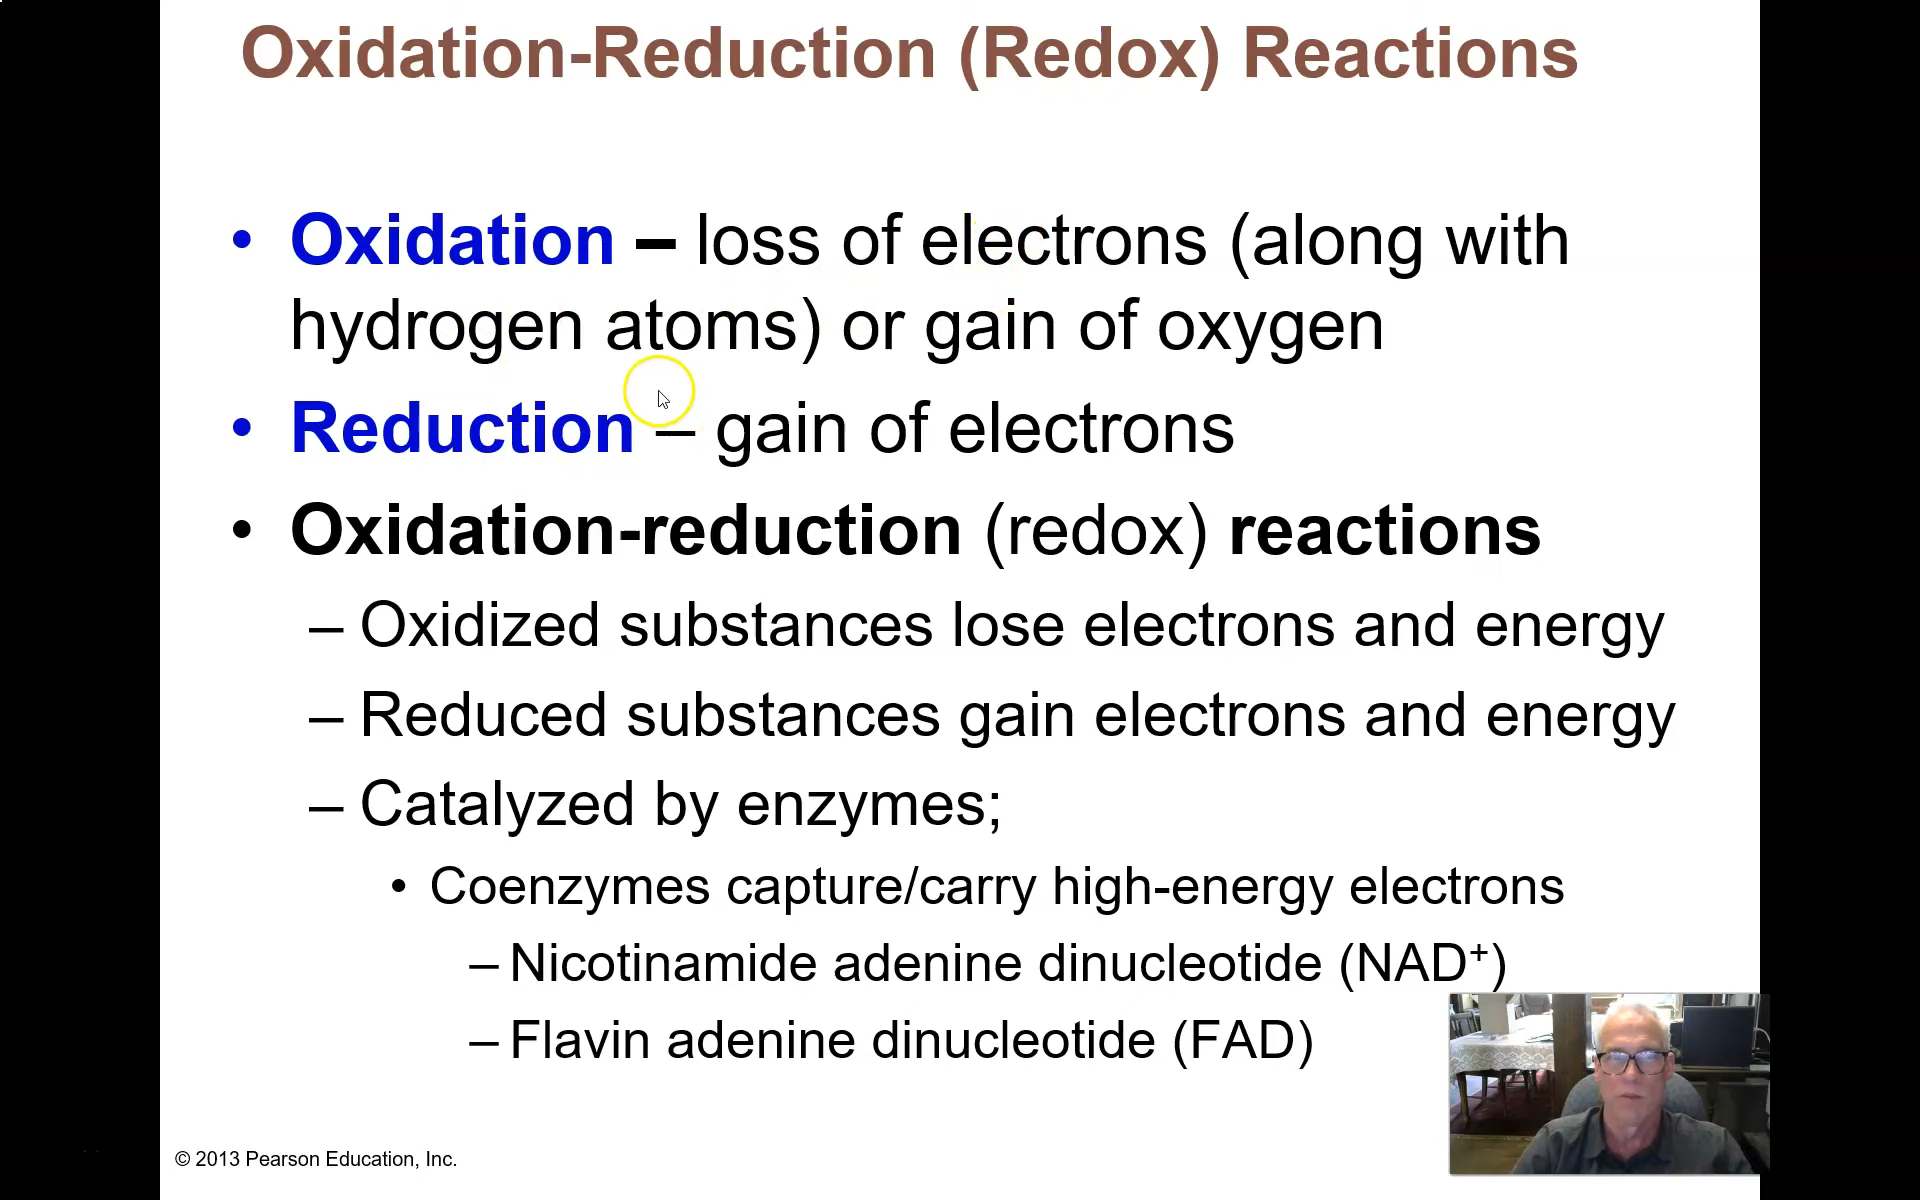 Oxidation-Reduction (Redox) Reactions
• Oxidation – loss of electrons (along with
hydrogen atoms) or gain of oxygen
• Reduction – gain of electrons
• Oxidation-reduction (redox) reactions
– Oxidized substances lose electrons and energy
– Reduced substances gain electrons and energy
– Catalyzed by enzymes;
• Coenzymes capture/carry high-energy electrons
– Nicotinamide adenine dinucleotide (NAD⁺)
– Flavin adenine dinucleotide (FAD)
© 2013 Pearson Education, Inc.